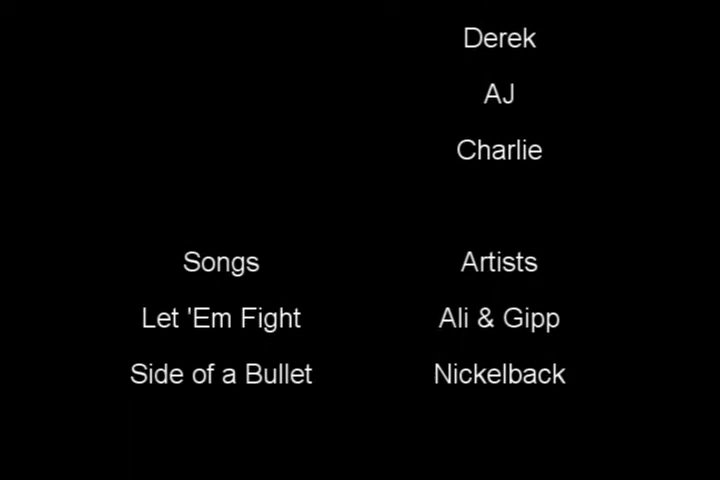 Derek
AJ
Charlie
Songs Artists
Let 'Em Fight Ali & Gipp
Side of a Bullet Nickelback